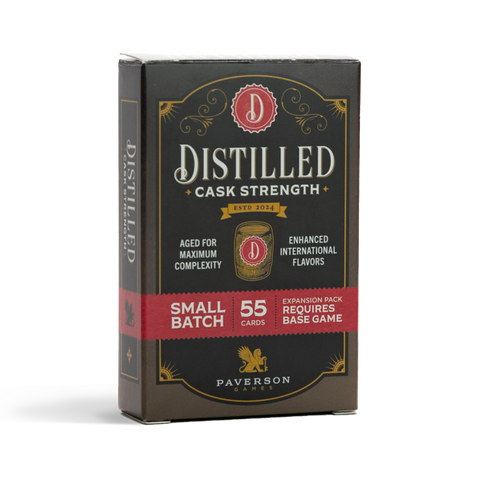 D
DISTILLED
CASK STRENGTH
ESTD 2024
AGED FOR
MAXIMUM
COMPLEXITY
D
ENHANCED
INTERNATIONAL
FLAVORS
SMALL
BATCH
55
CARDS
EXPANSION PACK
REQUIRES
BASE GAME
PAVERSON
GAMES
DISTILLED
CASK STRENGTH